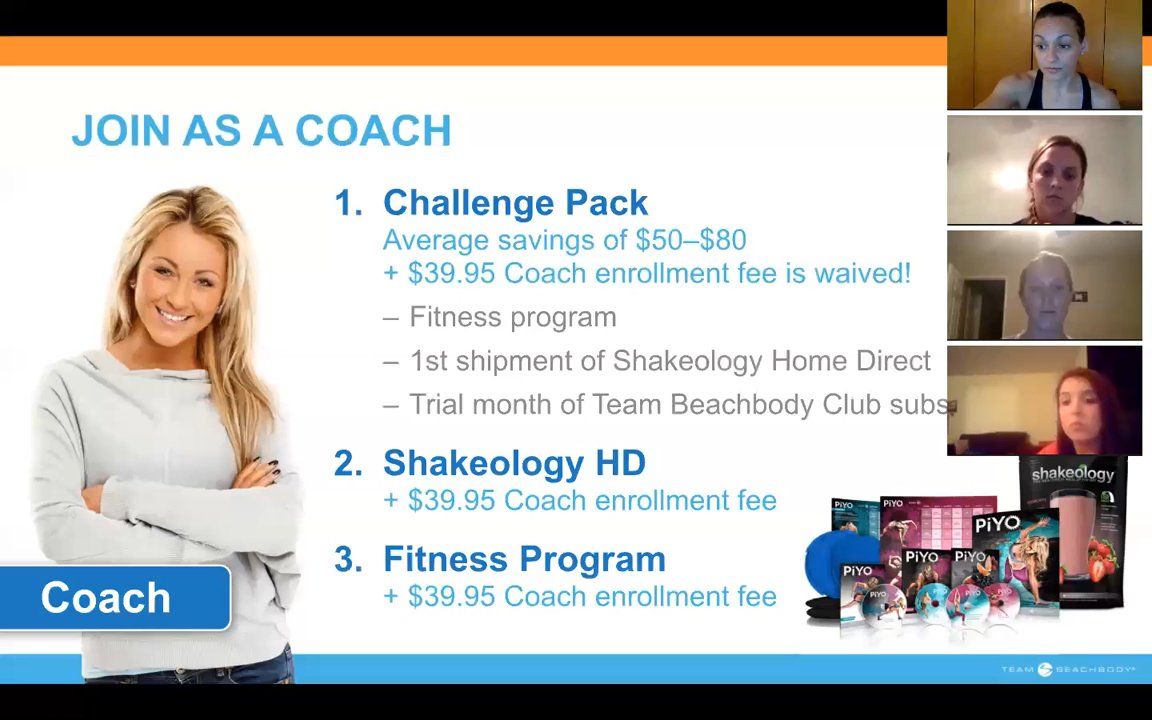 JOIN AS A COACH
1. Challenge Pack
Average savings of $50–$80
+ $39.95 Coach enrollment fee is waived!
– Fitness program
– 1st shipment of Shakeology Home Direct
– Trial month of Team Beachbody Club subs
2. Shakeology HD
+ $39.95 Coach enrollment fee
3. Fitness Program
+ $39.95 Coach enrollment fee
Coach
shakeology
PiYO
PiYO
PiYO
PiYO
PiYO
PiYO
TEAM BEACHBODY